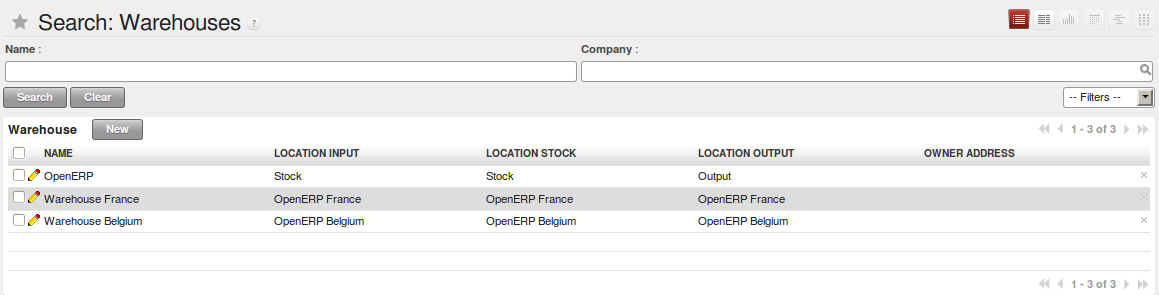 Search: Warehouses ?
Name : Company :
Search Clear -- Filters --
Warehouse New 1 - 3 of 3
NAME LOCATION INPUT LOCATION STOCK LOCATION OUTPUT OWNER ADDRESS
OpenERP Stock Stock Output
Warehouse France OpenERP France OpenERP France OpenERP France
Warehouse Belgium OpenERP Belgium OpenERP Belgium OpenERP Belgium
1 - 3 of 3